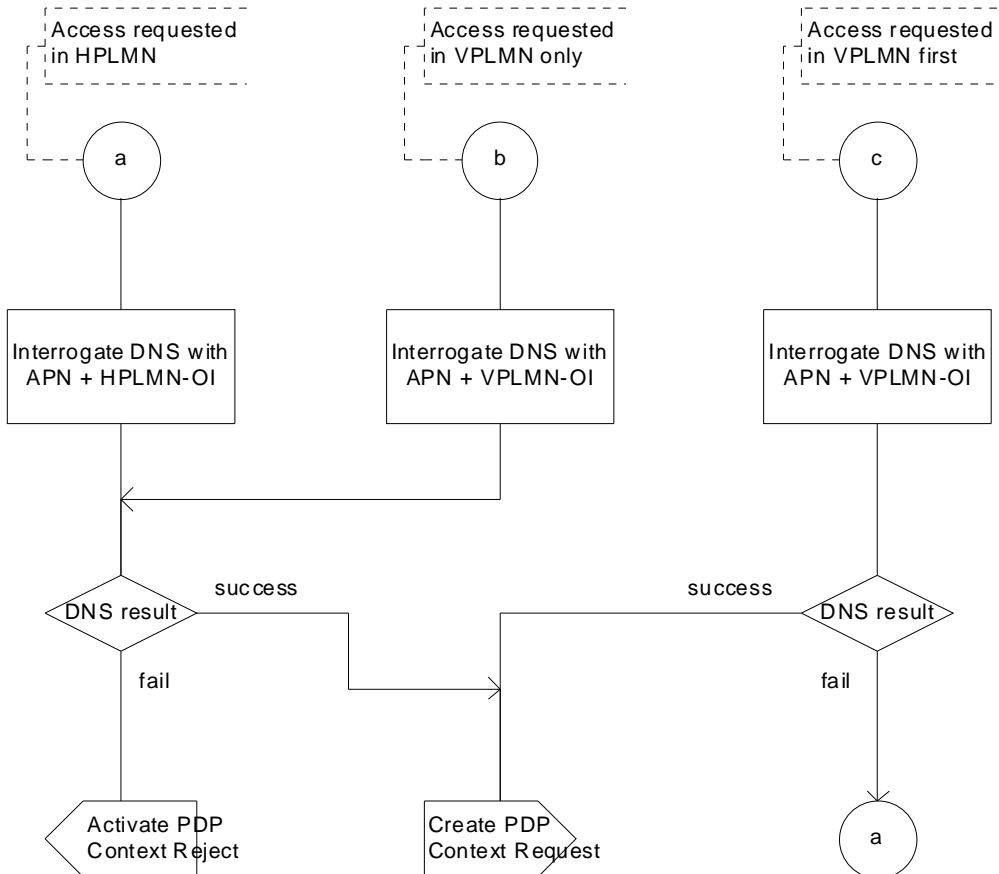 Access requested
in HPLMN
Access requested
in VPLMN only
Access requested
in VPLMN first
a
b
c
Interrogate DNS with
APN + HPLMN-OI
Interrogate DNS with
APN + VPLMN-OI
Interrogate DNS with
APN + VPLMN-OI
DNS result
success
fail
success
DNS result
fail
Activate PDP
Context Reject
Create PDP
Context Request
a